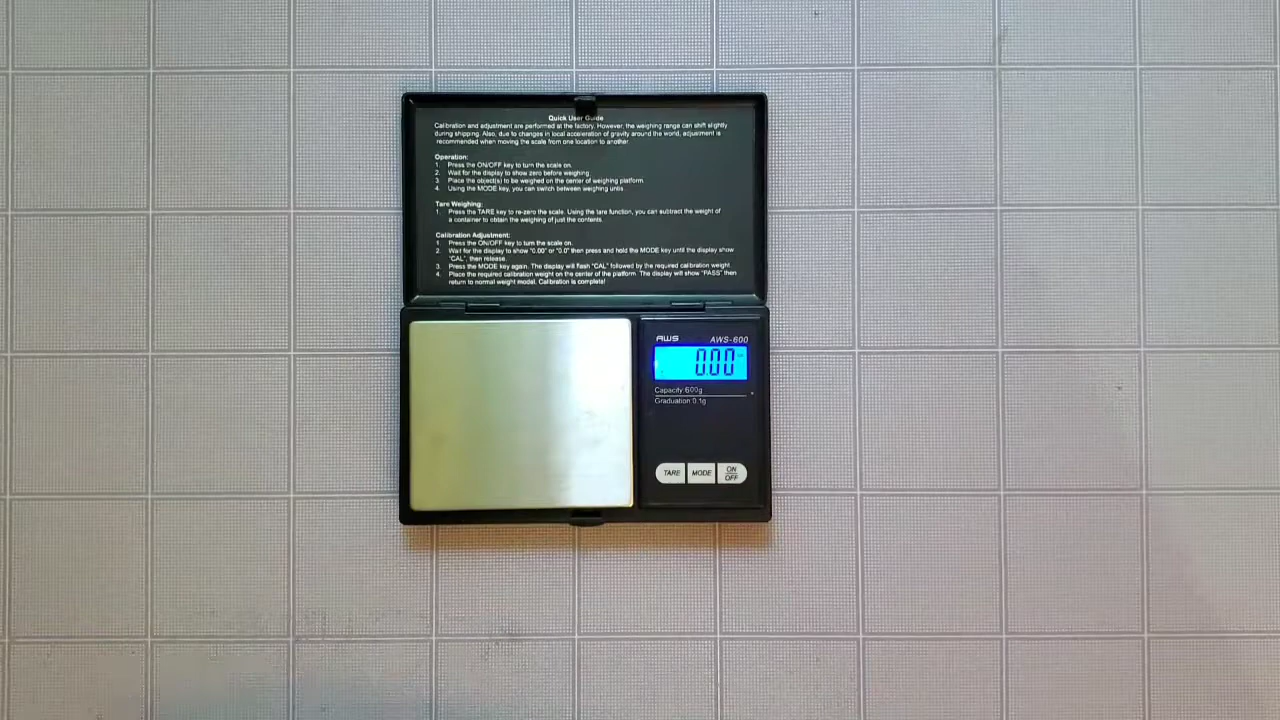 Quick User Guide
Calibration and adjustment are performed at the factory. However, the weighing range can shift slightly
during shipping. Also, due to changes in local acceleration of gravity around the world, adjustment is
recommended when moving the scale from one location to another
Operation:
1. Press the ON/OFF key to turn the scale on.
2. Wait for the display to show zero before weighing.
3. Place the object(s) to be weighed on the center of weighing platform.
4. Using the MODE key, you can switch between weighing units.
Tare Weighing:
1. Press the TARE key to re-zero the scale. Using the tare function, you can subtract the weight of
a container to obtain the weighing of just the contents.
Calibration Adjustment:
1. Press the ON/OFF key to turn the scale on.
2. Wait for the display to show "0.00" or "0.0" then press and hold the MODE key until the display show
"CAL", then release.
3. Press the MODE key again. The display will flash "CAL" followed by the required calibration weight
4. Place the required calibration weight on the center of the platform. The display will show "PASS" then
return to normal weight model. Calibration is complete!
AWS AWS-600
0.00
Capacity 600g
Graduation 0.1g
TARE MODE ON
OFF